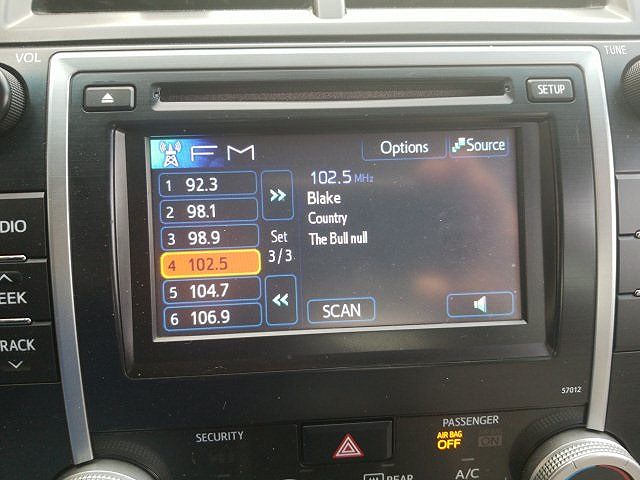 VOL
TUNE
SETUP
FM
Options
Source
1 92.3
2 98.1
3 98.9
4 102.5
5 104.7
6 106.9
Set
3/3
102.5 MHz
Blake
Country
The Bull null
SCAN
DIO
EEK
RACK
57012
SECURITY
PASSENGER
AIR BAG
OFF
ON
REAR
A/C